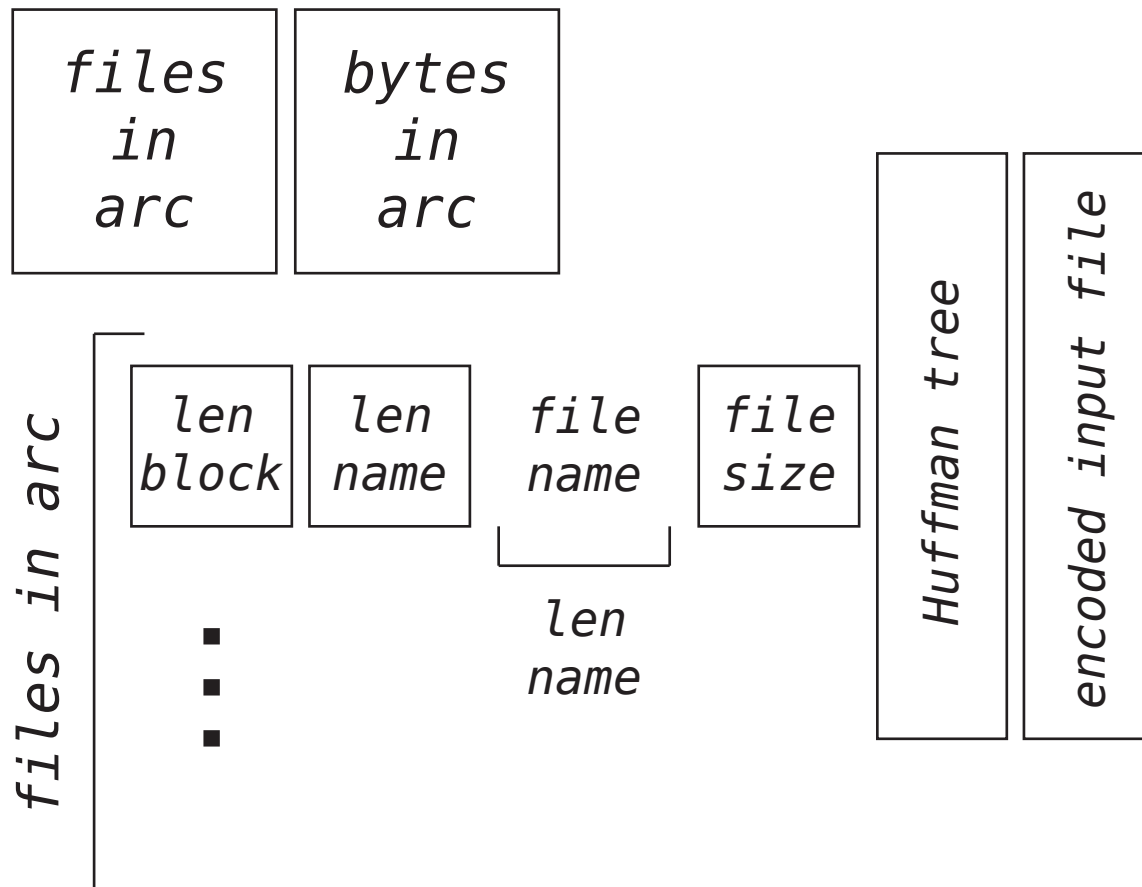 files
in
arc
bytes
in
arc
files in arc
len
block
len
name
file
name
len
name
file
size
Huffman tree
encoded input file